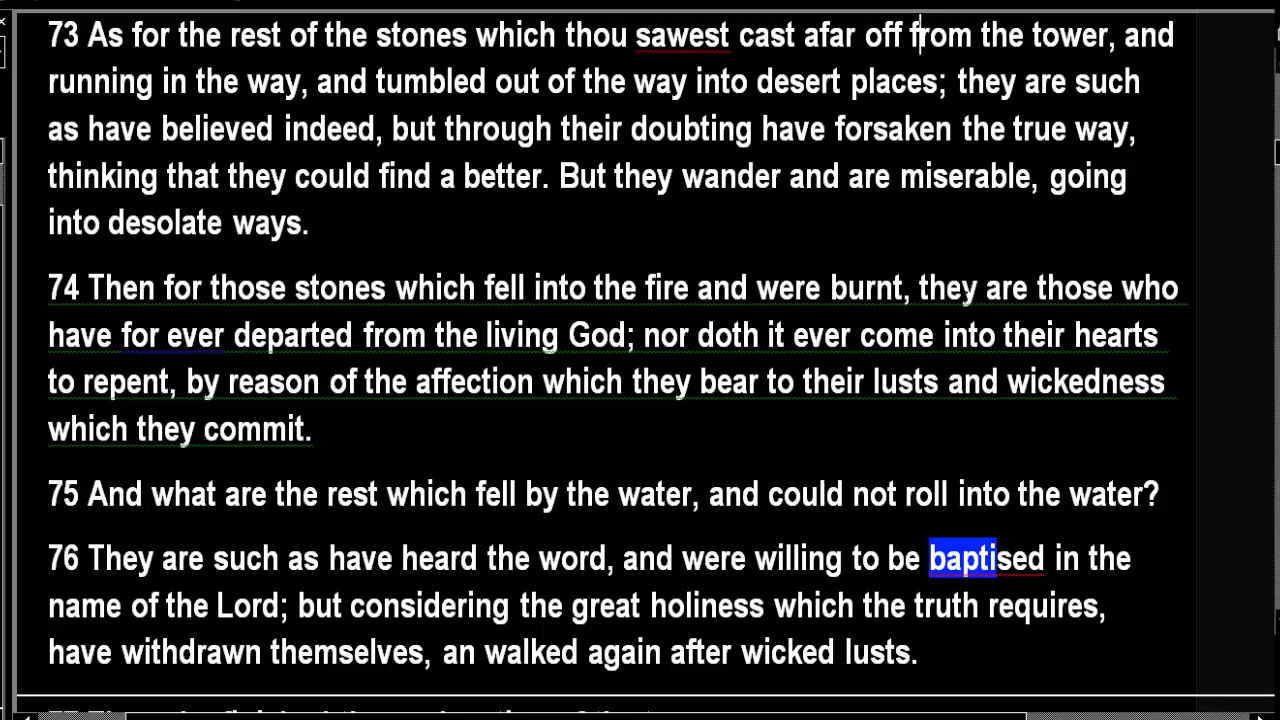 73 As for the rest of the stones which thou sawest cast afar off from the tower, and
running in the way, and tumbled out of the way into desert places; they are such
as have believed indeed, but through their doubting have forsaken the true way,
thinking that they could find a better. But they wander and are miserable, going
into desolate ways.
74 Then for those stones which fell into the fire and were burnt, they are those who
have for ever departed from the living God; nor doth it ever come into their hearts
to repent, by reason of the affection which they bear to their lusts and wickedness
which they commit.
75 And what are the rest which fell by the water, and could not roll into the water?
76 They are such as have heard the word, and were willing to be baptised in the
name of the Lord; but considering the great holiness which the truth requires,
have withdrawn themselves, an walked again after wicked lusts.